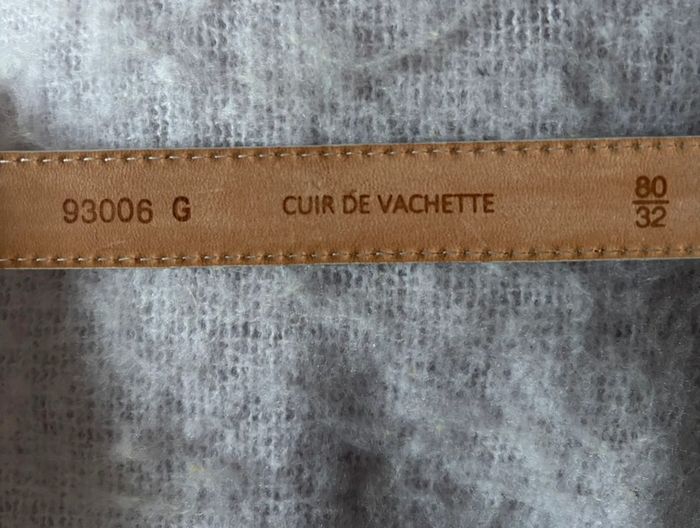 93006 G CUIR DE VACHETTE 80
32